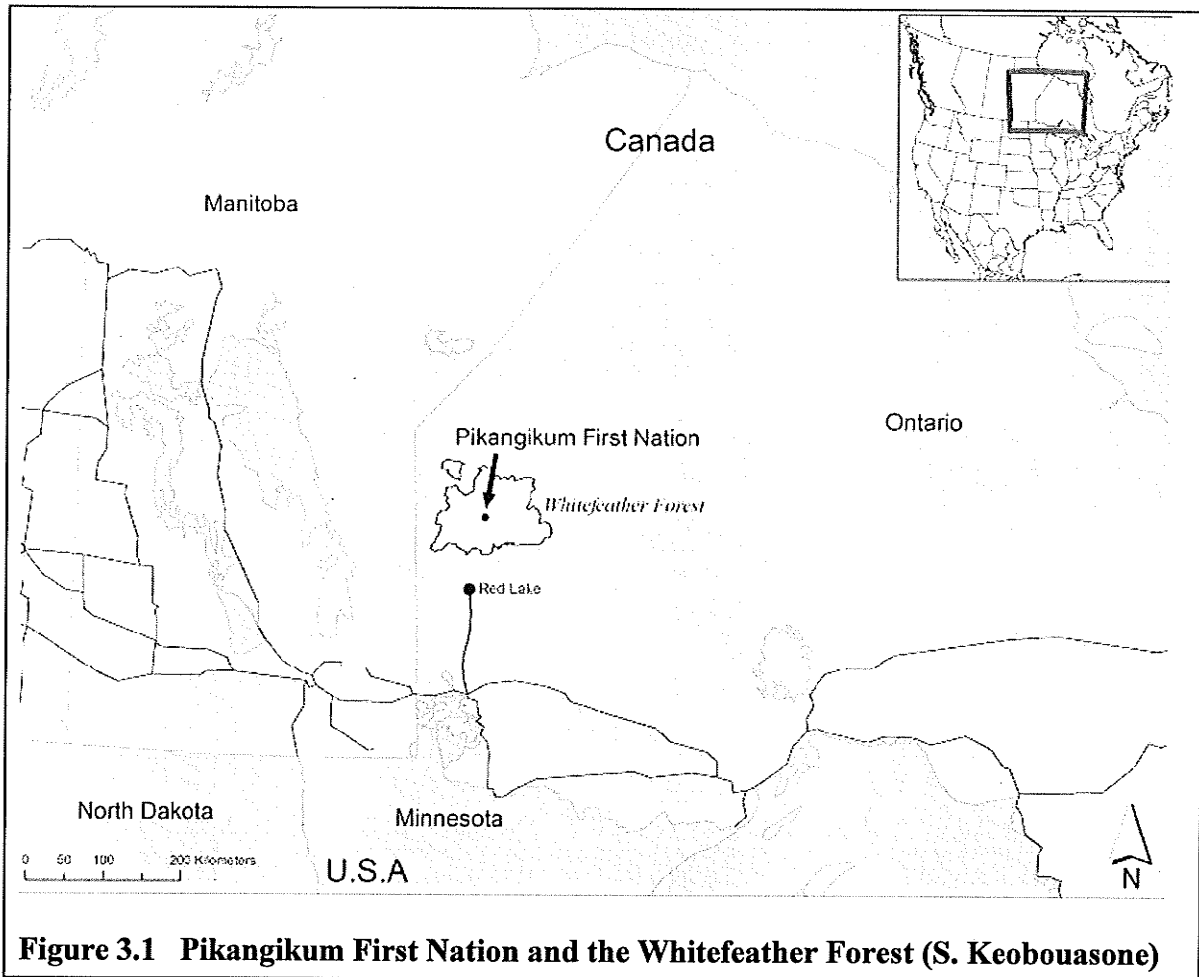 Canada
Manitoba
Ontario
Pikangikum First Nation
Whitefeather Forest
Red Lake
North Dakota
Minnesota
0 50 100 200 Kilometers
U.S.A
N
Figure 3.1 Pikangikum First Nation and the Whitefeather Forest (S. Keobouasone)